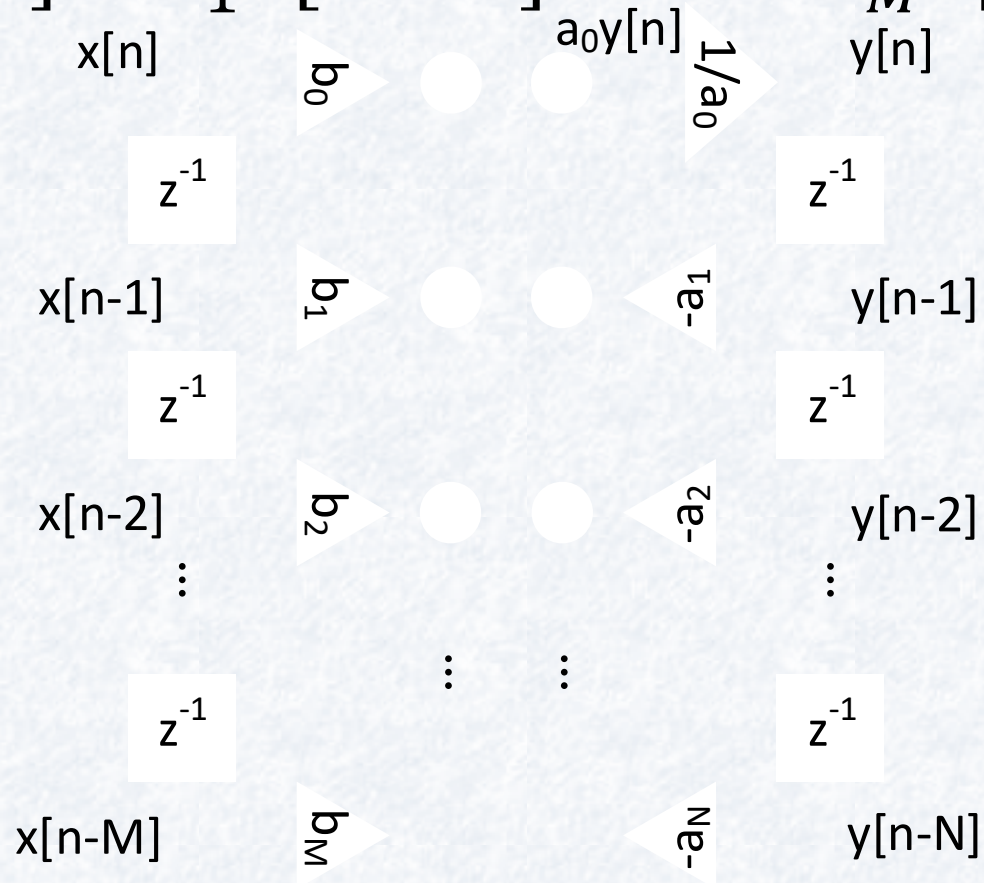 x[n] b₀ a₀y[n] 1/a₀ y[n]
z⁻¹ z⁻¹
x[n-1] b₁ -a₁ y[n-1]
z⁻¹ z⁻¹
x[n-2] b₂ -a₂ y[n-2]
⋮ ⋮
⋮ ⋮
z⁻¹ z⁻¹
x[n-M] b_M -a_N y[n-N]